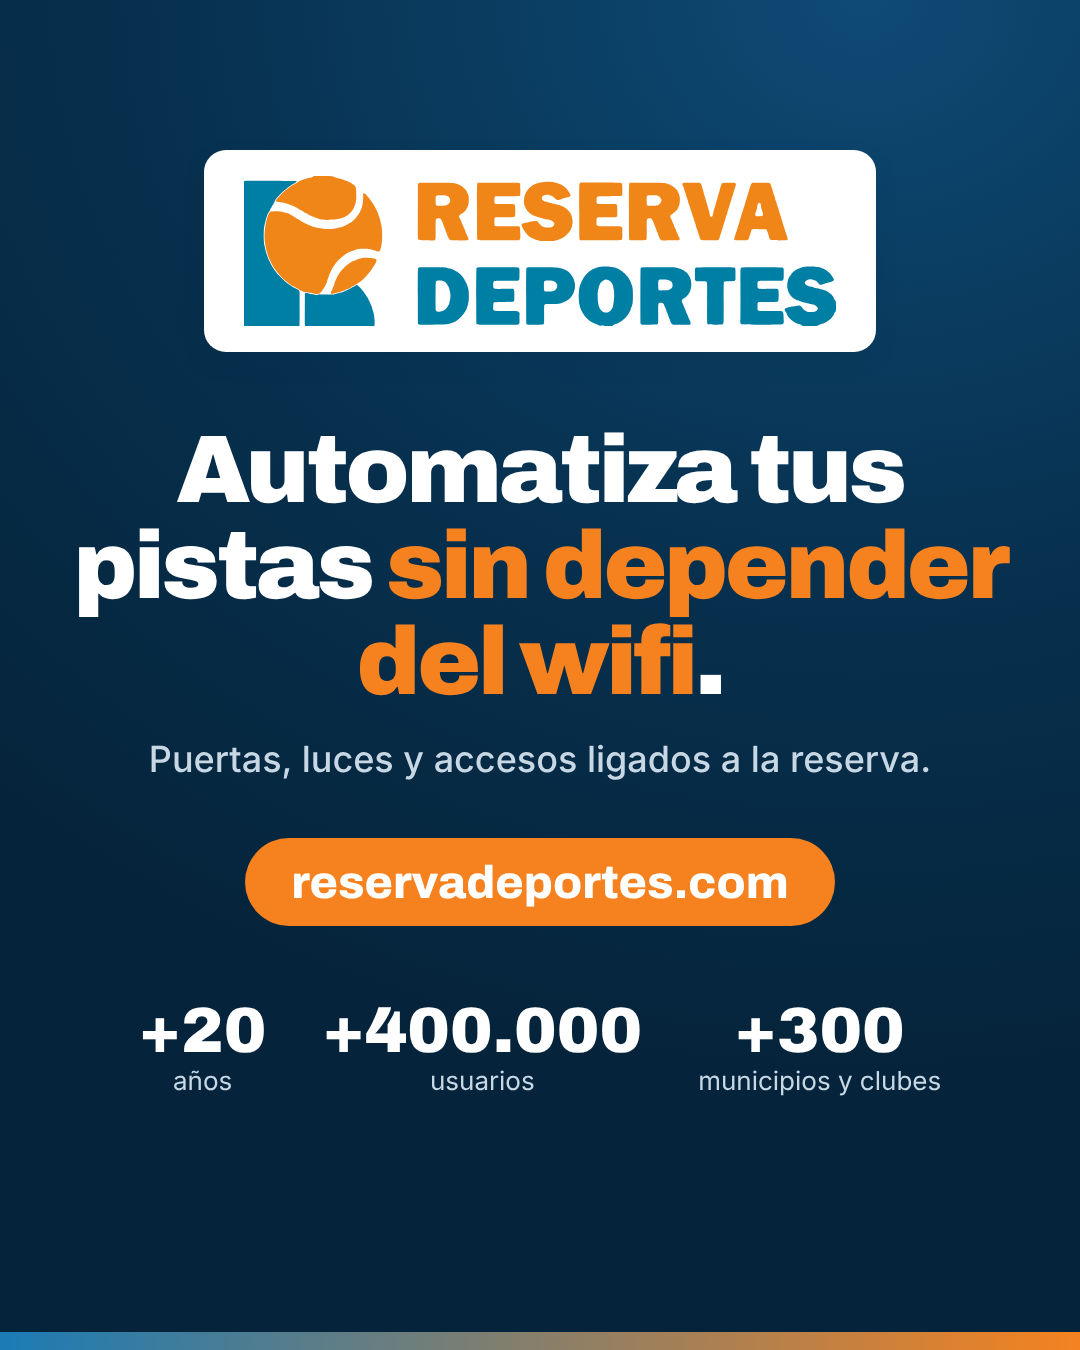 RESERVA
DEPORTES
Automatiza tus
pistas sin depender
del wifi.
Puertas, luces y accesos ligados a la reserva.
reservadeportes.com
+20 +400.000 +300
años usuarios municipios y clubes